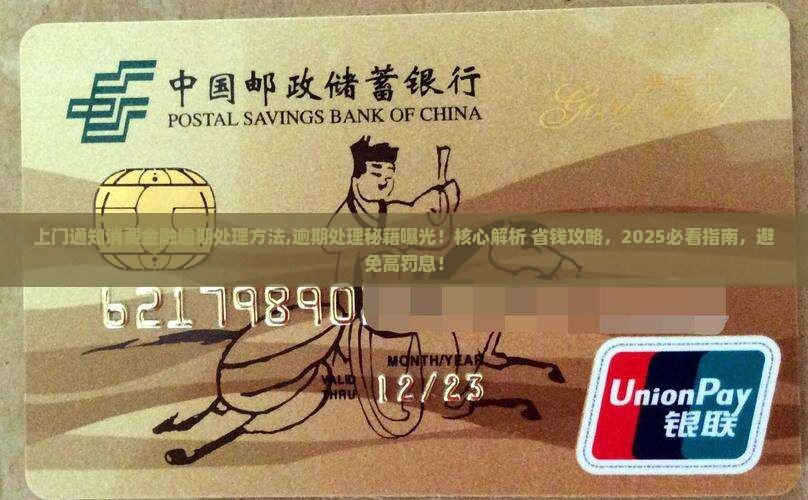 中国邮政储蓄银行
POSTAL SAVINGS BANK OF CHINA
上门通知消费金融逾期处理方法,逾期处理秘籍曝光！核心解析 省钱攻略，2025必看指南，避
免高罚息！
62179890
MONTH/YEAR
VALID
THRU
12/23
UnionPay
银联